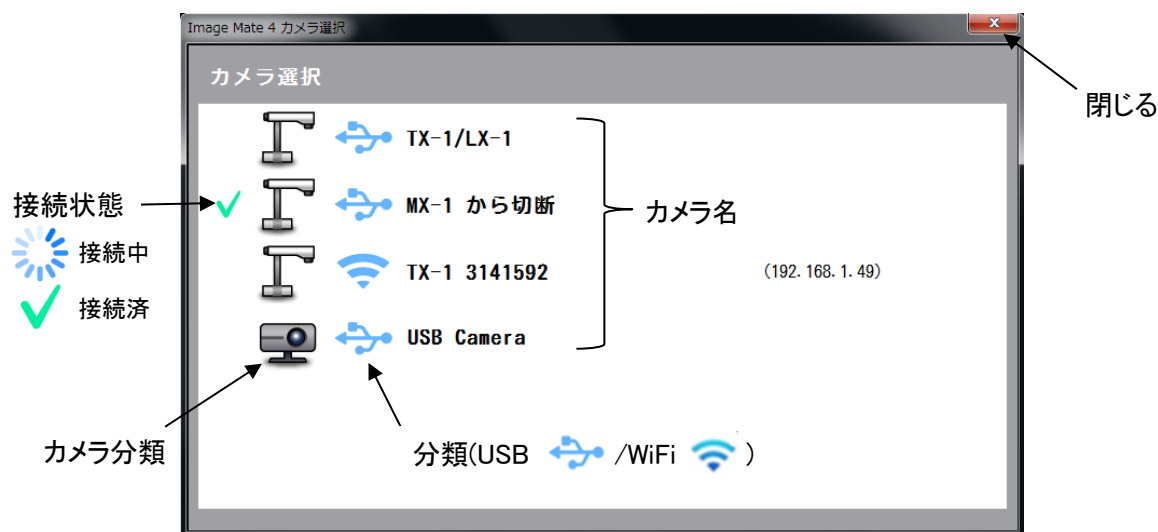 Image Mate 4 カメラ選択
x
カメラ選択
閉じる
TX-1/LX-1
接続状態
MX-1 から切断
カメラ名
接続中
TX-1 3141592
(192.168.1.49)
接続済
USB Camera
カメラ分類
分類(USB /WiFi )